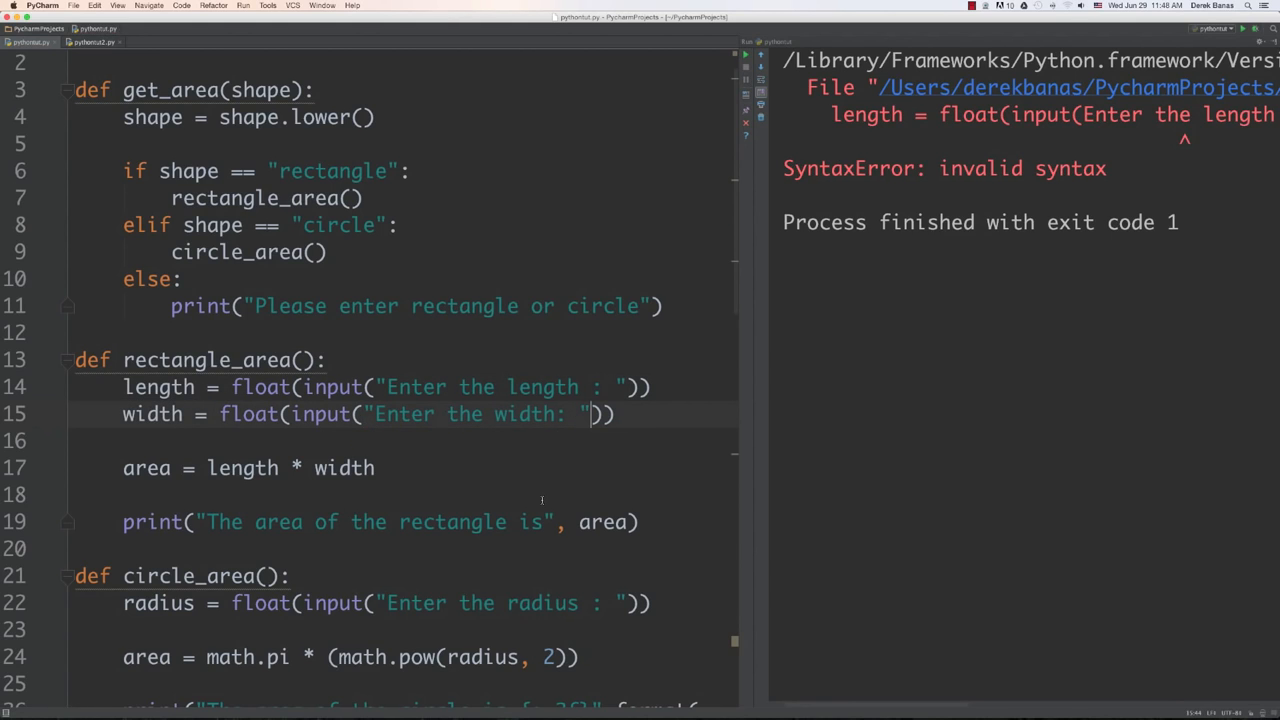 PyCharm File Edit View Navigate Code Refactor Run Tools VCS Window Help
10 Wed Jun 29 11:48 AM Derek Banas
pythontut.py - PycharmProjects - [~/PycharmProjects]
PycharmProjects pythontut.py pythontut
pythontut.py pythontut2.py
Run pythontut
2
3 def get_area(shape):
4 shape = shape.lower()
5
6 if shape == "rectangle":
7 rectangle_area()
8 elif shape == "circle":
9 circle_area()
10 else:
11 print("Please enter rectangle or circle")
12
13 def rectangle_area():
14 length = float(input("Enter the length : "))
15 width = float(input("Enter the width: "))
16
17 area = length * width
18
19 print("The area of the rectangle is", area)
20
21 def circle_area():
22 radius = float(input("Enter the radius : "))
23
24 area = math.pi * (math.pow(radius, 2))
25
/Library/Frameworks/Python.framework/Versi
File "/Users/derekbanas/PycharmProjects/
length = float(input(Enter the length
^
SyntaxError: invalid syntax
Process finished with exit code 1
15:44 LF UTF-8